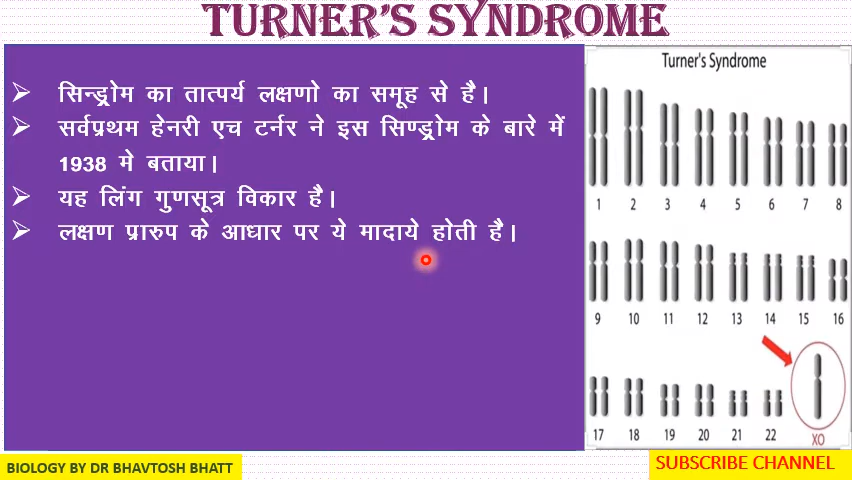 TURNER'S SYNDROME
सिन्ड्रोम का तात्पर्य लक्षणो का समूह से है।
सर्वप्रथम हेनरी एच टर्नर ने इस सिण्ड्रोम के बारे में
1938 मे बताया।
यह लिंग गुणसूत्र विकार है।
लक्षण प्रारुप के आधार पर ये मादाये होती है।
Turner's Syndrome
1 2 3 4 5 6 7 8
9 10 11 12 13 14 15 16
17 18 19 20 21 22 XO
BIOLOGY BY DR BHAVTOSH BHATT
SUBSCRIBE CHANNEL